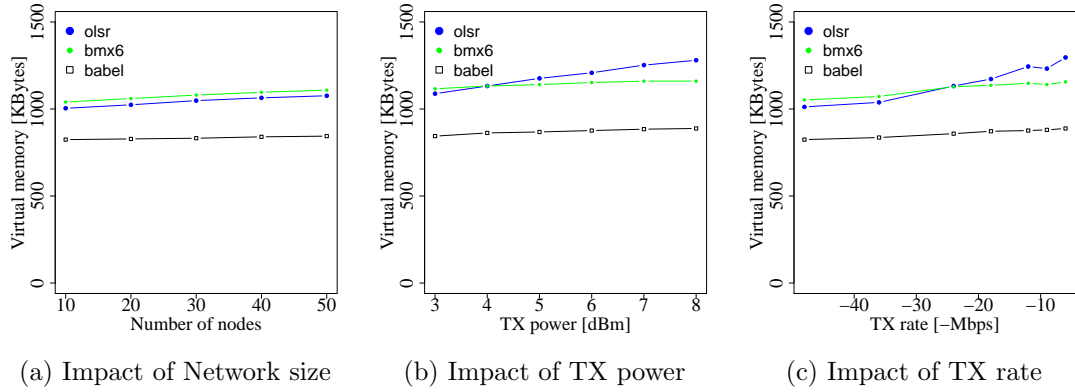 Virtual memory [KBytes]
0 500 1000 1500
olsr
bmx6
babel
10 20 30 40 50
Number of nodes
(a) Impact of Network size
Virtual memory [KBytes]
0 500 1000 1500
olsr
bmx6
babel
3 4 5 6 7 8
TX power [dBm]
(b) Impact of TX power
Virtual memory [KBytes]
0 500 1000 1500
olsr
bmx6
babel
−40 −30 −20 −10
TX rate [−Mbps]
(c) Impact of TX rate